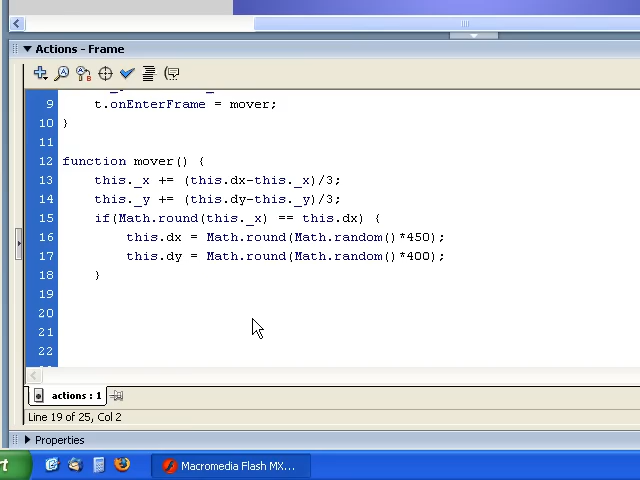 Actions - Frame
9 t.onEnterFrame = mover;
10 }
11
12 function mover() {
13 this._x += (this.dx-this._x)/3;
14 this._y += (this.dy-this._y)/3;
15 if(Math.round(this._x) == this.dx) {
16 this.dx = Math.round(Math.random()*450);
17 this.dy = Math.round(Math.random()*400);
18 }
19
20
21
22
actions : 1
Line 19 of 25, Col 2
Properties
Macromedia Flash MX...